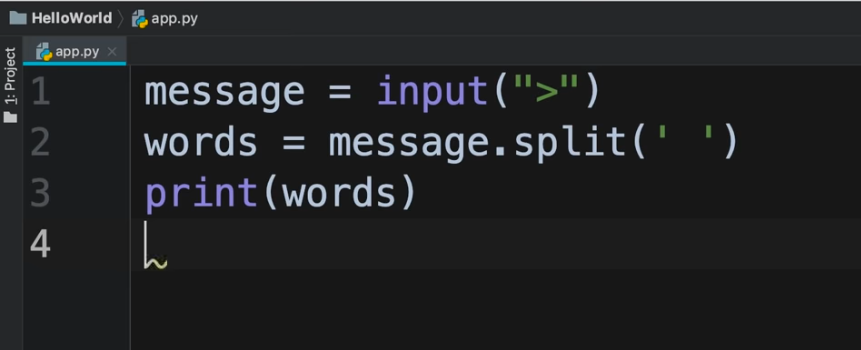 HelloWorld 〉 app.py
app.py ×
1: Project
1 message = input(">")
2 words = message.split(' ')
3 print(words)
4